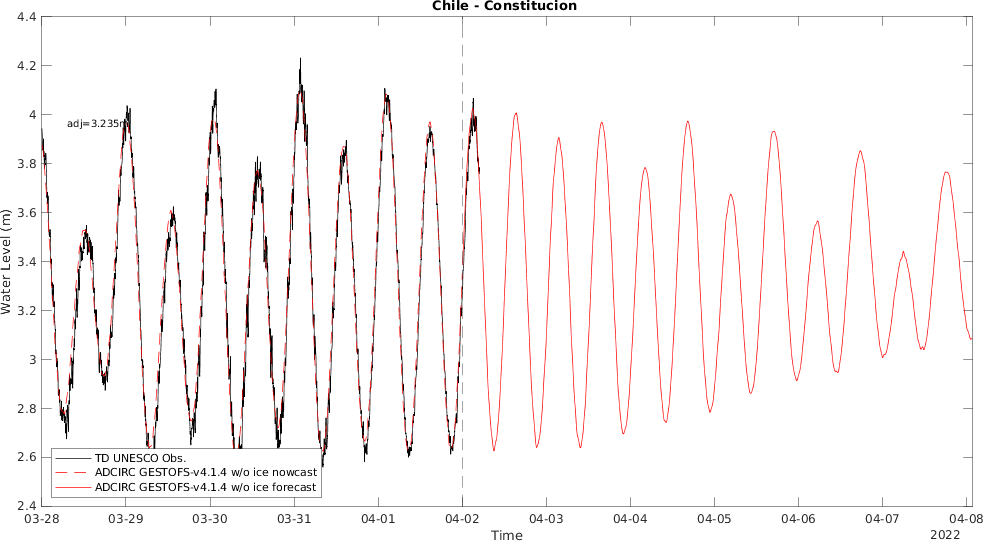 Chile - Constitucion
4.4
4.2
4
3.8
3.6
3.4
3.2
3
2.8
2.6
2.4
Water Level (m)
adj=3.235m
TD UNESCO Obs.
ADCIRC GESTOFS-v4.1.4 w/o ice nowcast
ADCIRC GESTOFS-v4.1.4 w/o ice forecast
03-28 03-29 03-30 03-31 04-01 04-02 04-03 04-04 04-05 04-06 04-07 04-08
Time
2022